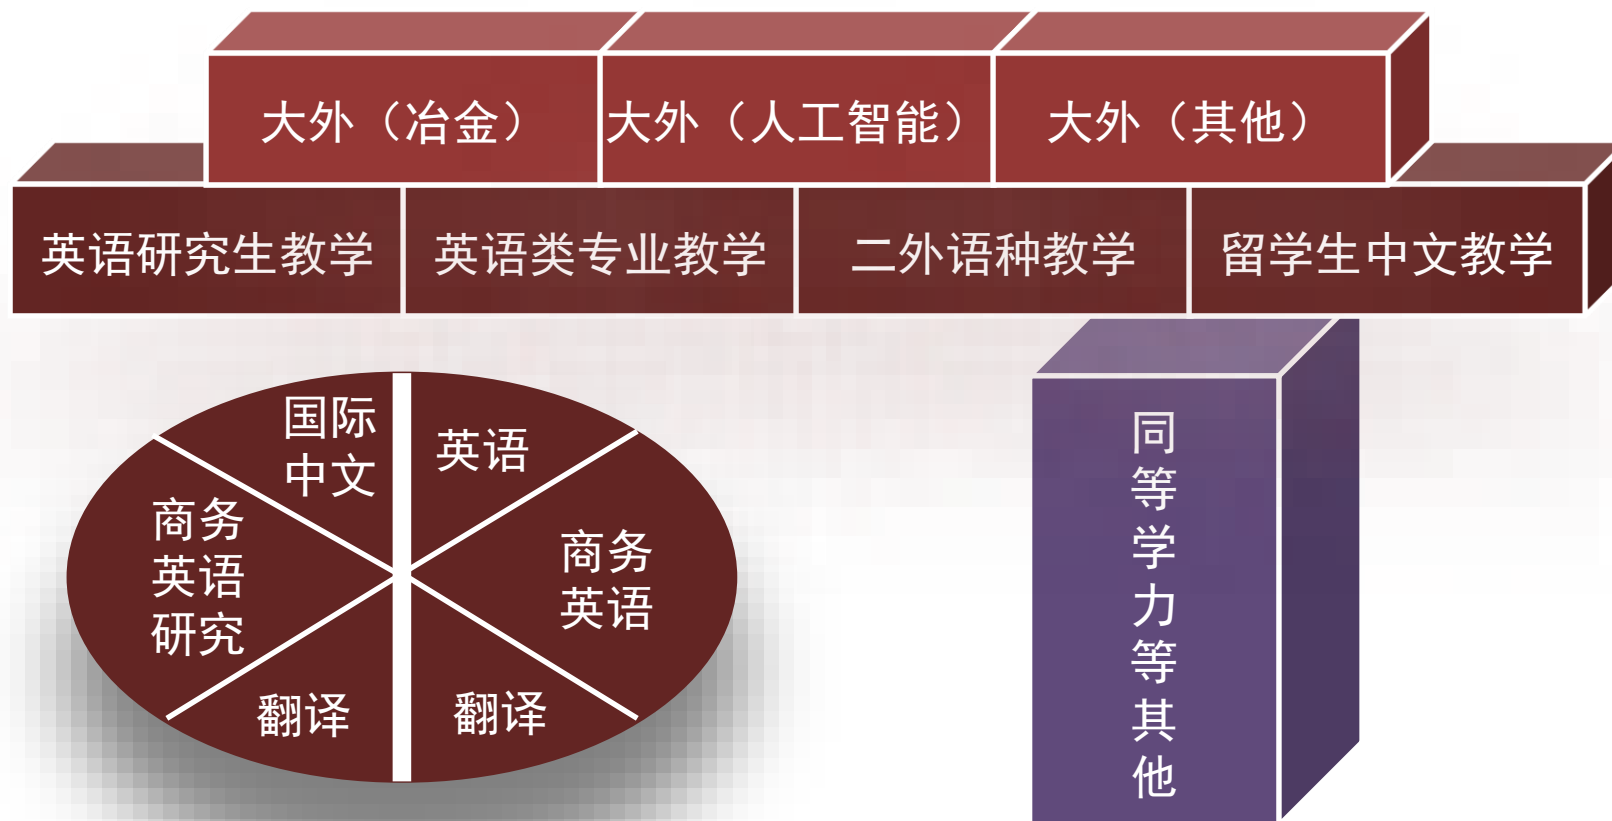 大外（冶金）
大外（人工智能）
大外（其他）
英语研究生教学
英语类专业教学
二外语种教学
留学生中文教学
国际
中文
英语
商务
英语
研究
商务
英语
翻译
翻译
同
等
学
力
等
其
他